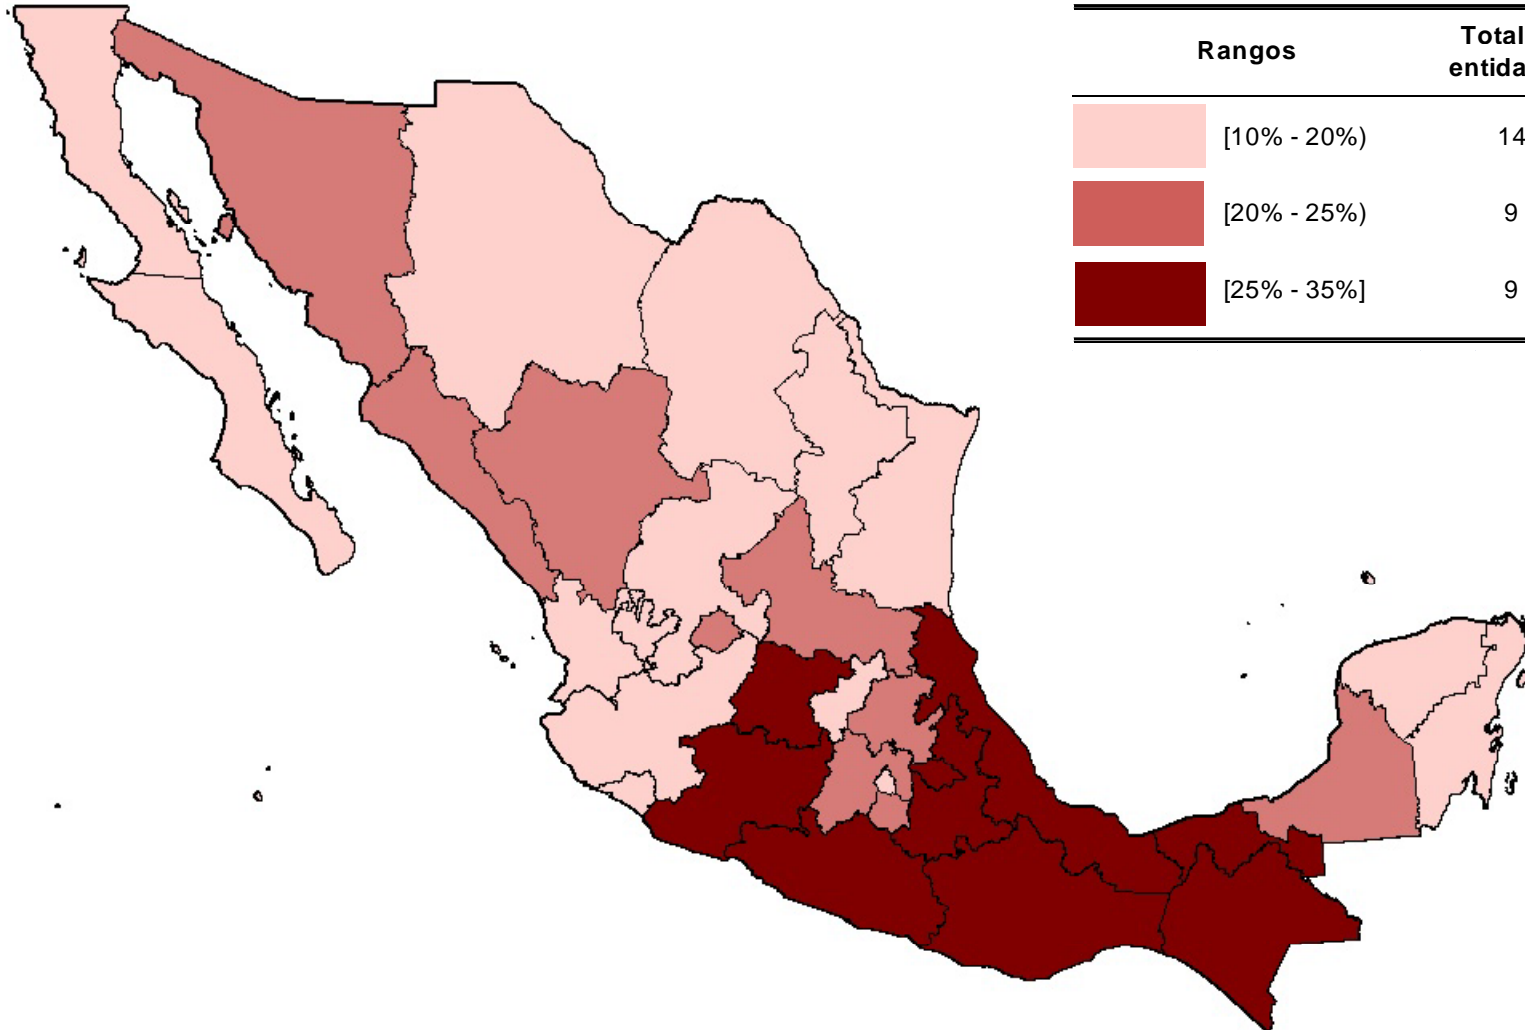 Rangos
Total
entida
[10% - 20%)
14
[20% - 25%)
9
[25% - 35%]
9